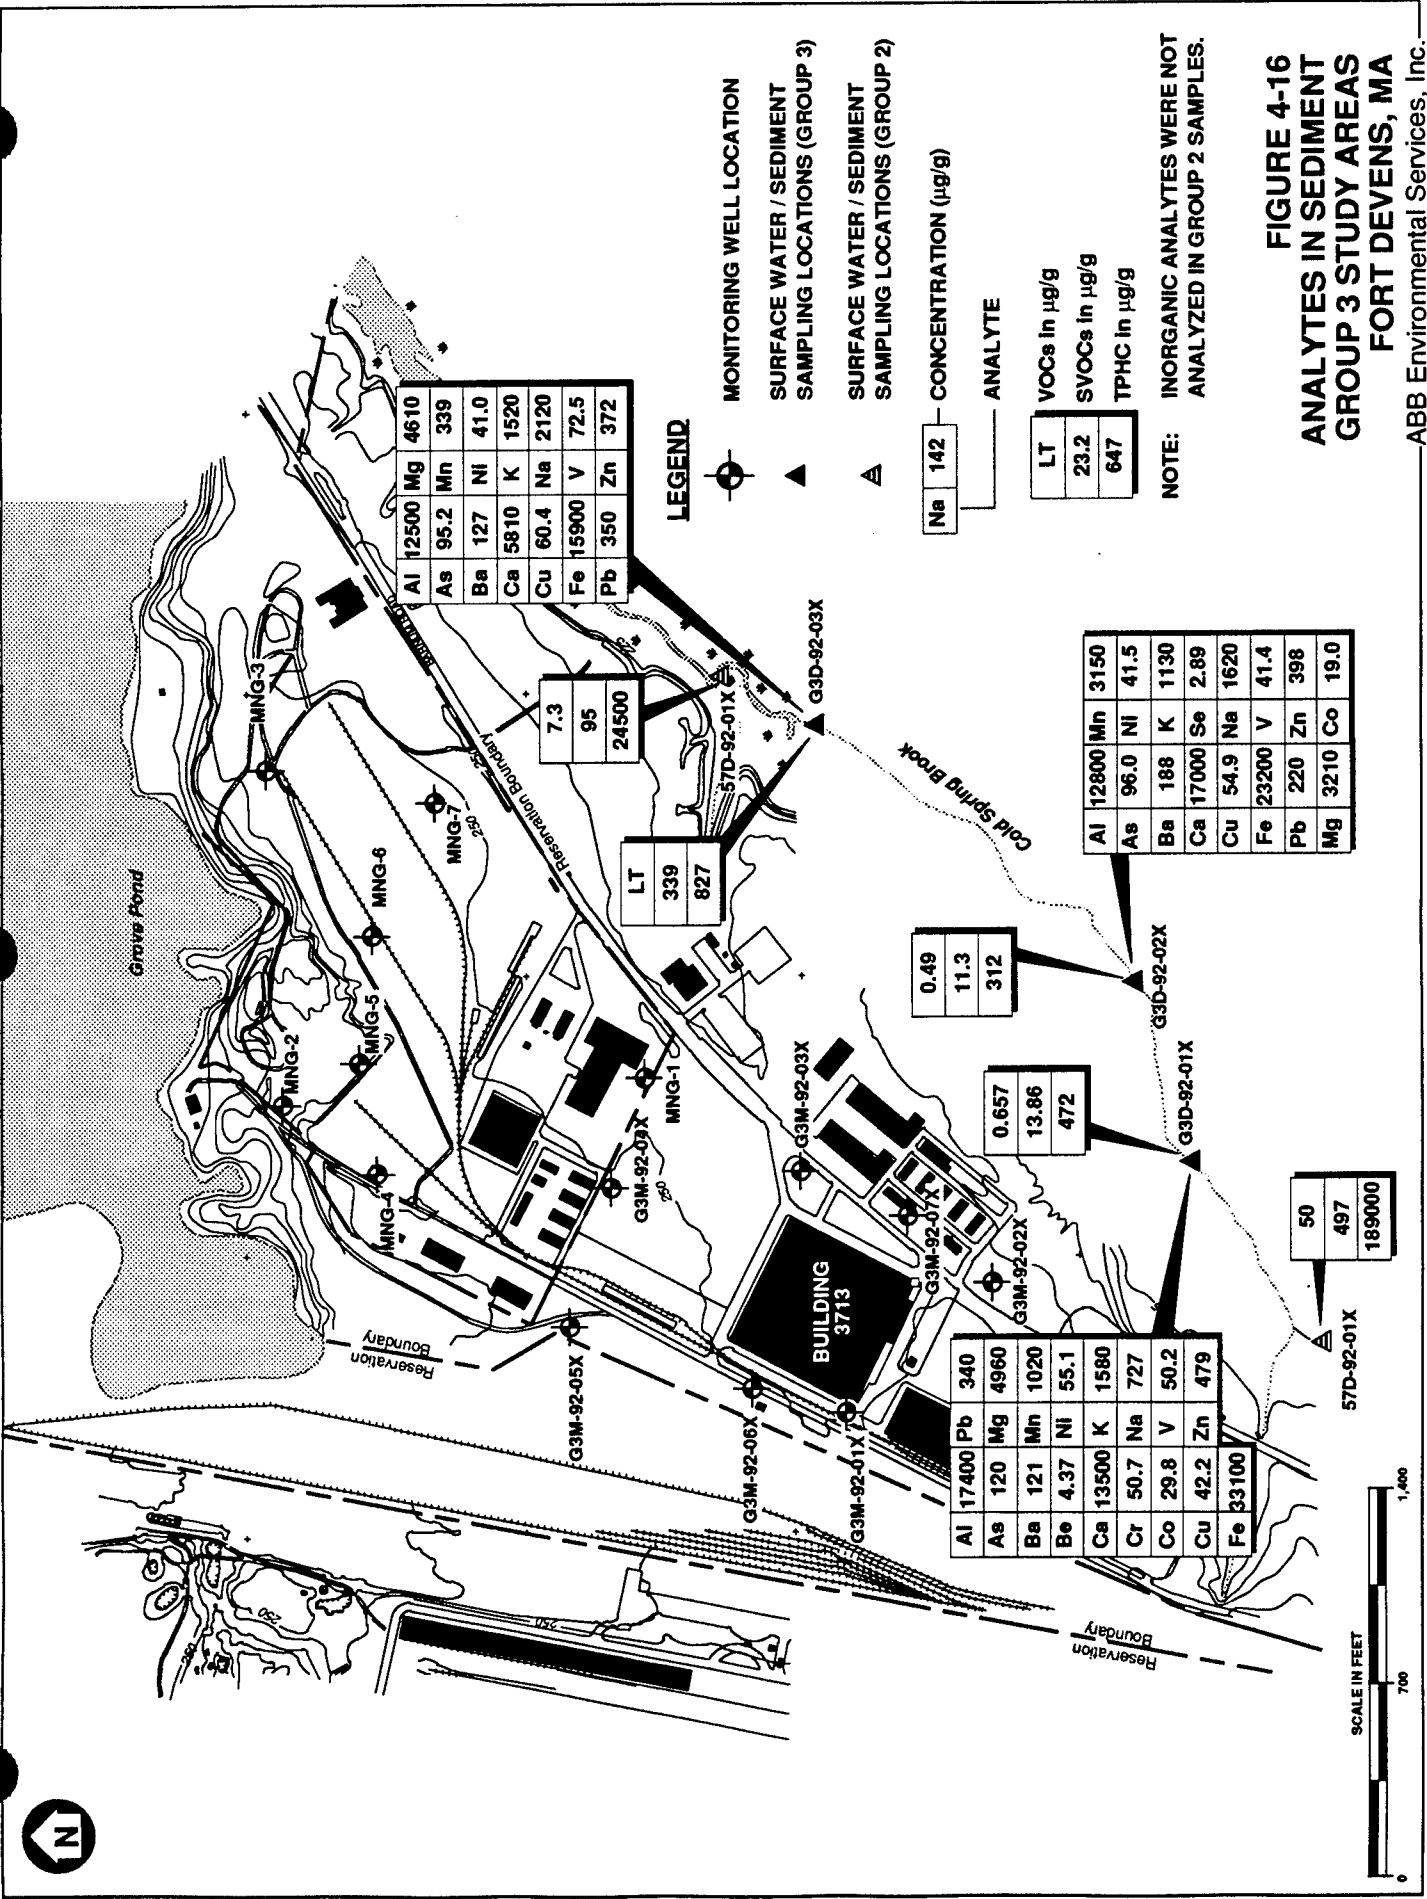 N
Grove Pond
MNG-3
MNG-2
MNG-5
MNG-6
MNG-7
MNG-4
MNG-1
250
250
250
250
250
Reservation Boundary
Reservation
Boundary
Reservation
Boundary
G3M-92-05X
G3M-92-04X
G3M-92-06X
G3M-92-01X
G3M-92-03X
G3M-92-07X
G3M-92-02X
BUILDING
3713
Cold Spring Brook
57D-92-01X
G3D-92-03X
G3D-92-02X
G3D-92-01X
57D-92-01X
Al 12500 Mg 4610
As 95.2 Mn 339
Ba 127 Ni 41.0
Ca 5810 K 1520
Cu 60.4 Na 2120
Fe 15900 V 72.5
Pb 350 Zn 372
7.3
95
24500
LT
339
827
0.49
11.3
312
Al 12800 Mn 3150
As 96.0 Ni 41.5
Ba 188 K 1130
Ca 17000 Se 2.89
Cu 54.9 Na 1620
Fe 23200 V 41.4
Pb 220 Zn 398
Mg 3210 Co 19.0
0.657
13.86
472
Al 17400 Pb 340
As 120 Mg 4960
Ba 121 Mn 1020
Be 4.37 Ni 55.1
Ca 13500 K 1580
Cr 50.7 Na 727
Co 29.8 V 50.2
Cu 42.2 Zn 479
Fe 33100
50
497
189000
LEGEND
MONITORING WELL LOCATION
SURFACE WATER / SEDIMENT
SAMPLING LOCATIONS (GROUP 3)
SURFACE WATER / SEDIMENT
SAMPLING LOCATIONS (GROUP 2)
Na 142 CONCENTRATION (µg/g)
ANALYTE
LT VOCs in µg/g
23.2 SVOCs in µg/g
647 TPHC in µg/g
NOTE: INORGANIC ANALYTES WERE NOT
ANALYZED IN GROUP 2 SAMPLES.
SCALE IN FEET
0 700 1,400
FIGURE 4-16
ANALYTES IN SEDIMENT
GROUP 3 STUDY AREAS
FORT DEVENS, MA
ABB Environmental Services, Inc.